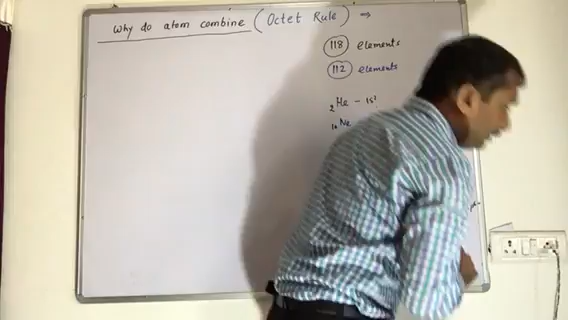 Why do atom combine (Octet Rule) ⇒
118 elements
112 elements
₂He - 1s²
₁₀Ne